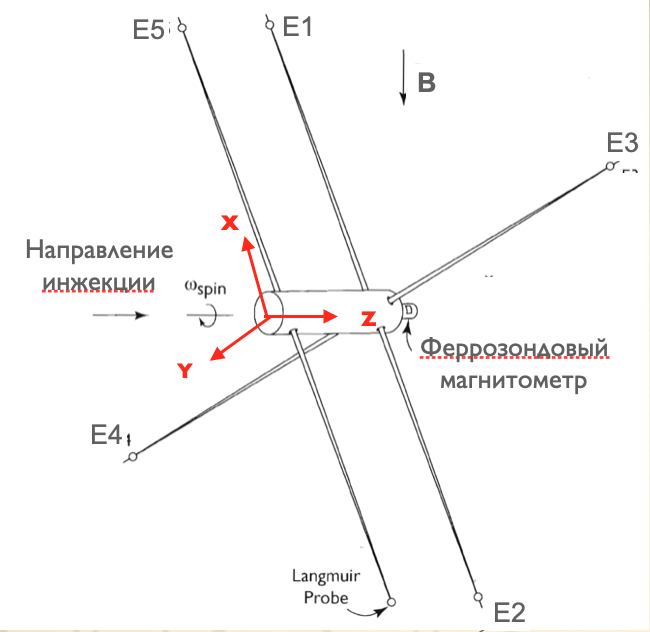 E5
E1
B
E3
X
Направление
инжекции
ωspin
Z
D
Y
Феррозондовый
магнитометр
E4
Langmuir
Probe
E2